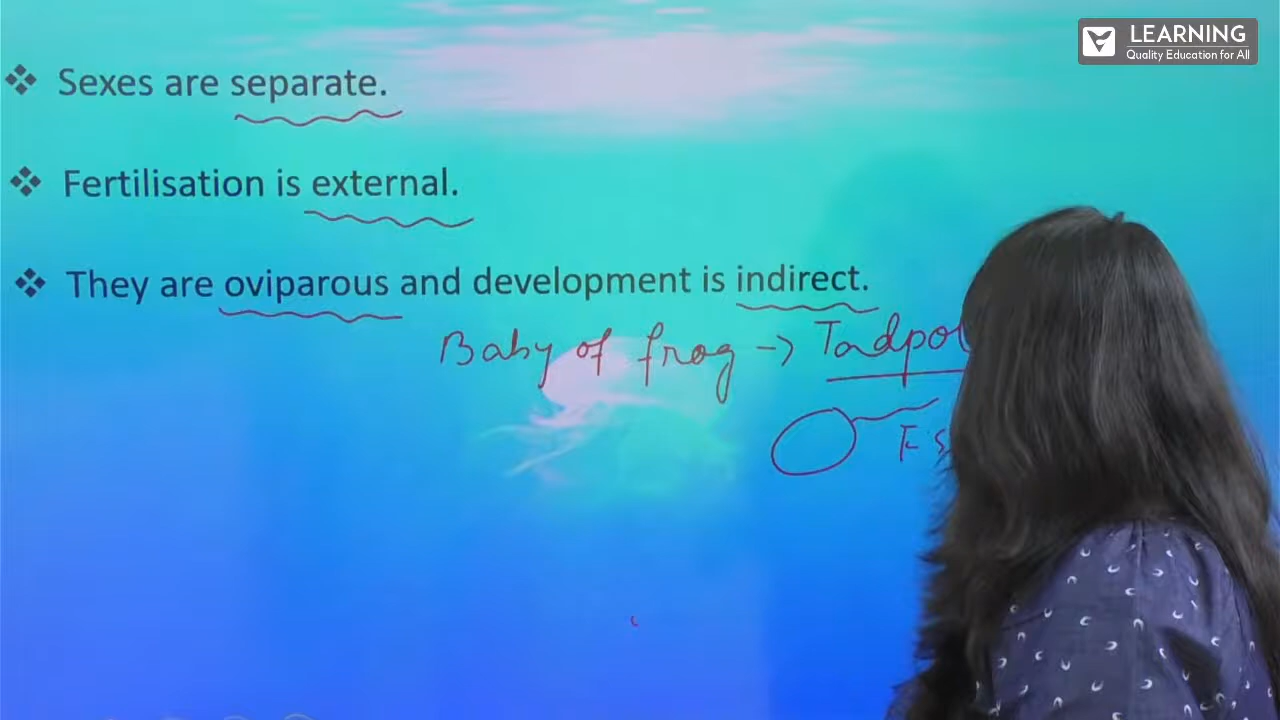 LEARNING
Quality Education for All
❖ Sexes are separate.
❖ Fertilisation is external.
❖ They are oviparous and development is indirect.
Baby of frog -> Tadpol